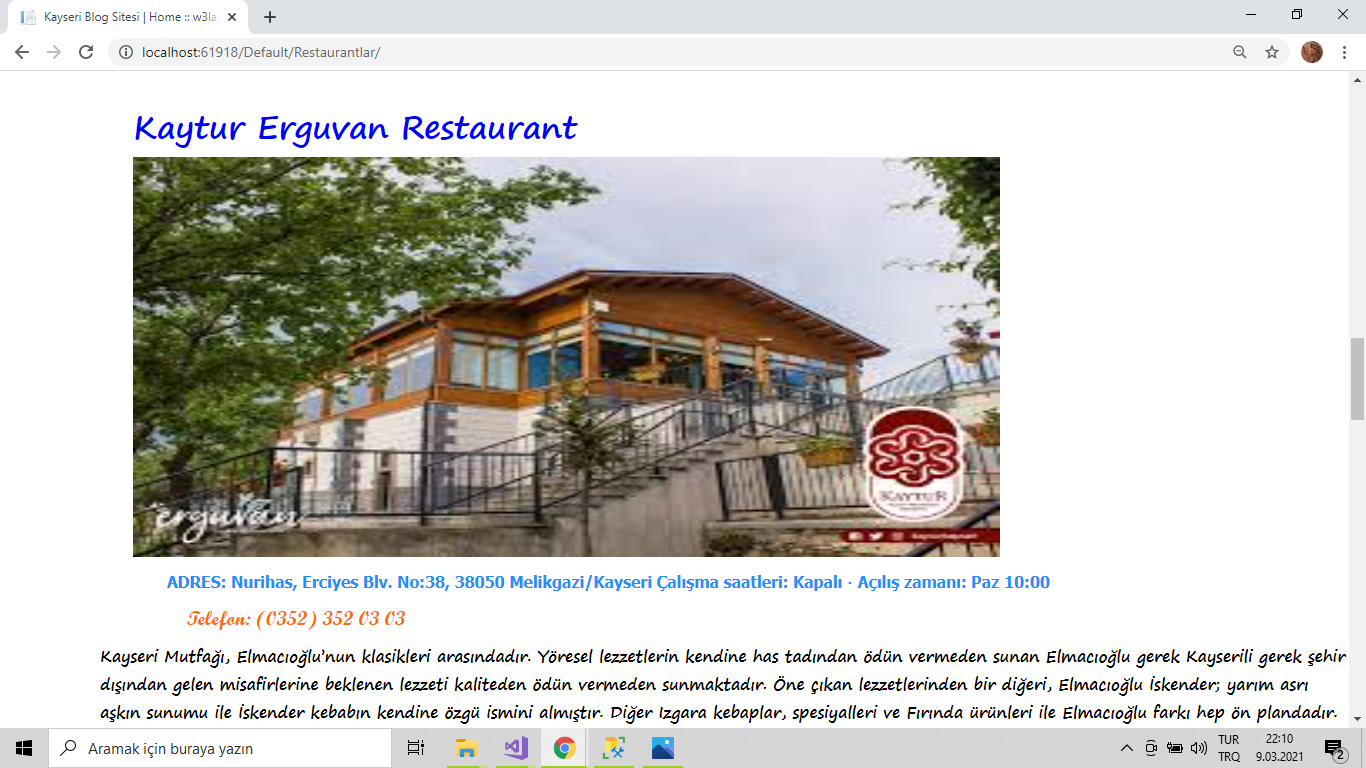 Kayseri Blog Sitesi | Home :: w3la
localhost:61918/Default/Restaurantlar/
Kaytur Erguvan Restaurant
erguvan
KAYTUR
ADRES: Nurihas, Erciyes Blv. No:38, 38050 Melikgazi/Kayseri Çalışma saatleri: Kapalı · Açılış zamanı: Paz 10:00
Telefon: (0352) 352 03 03
Kayseri Mutfağı, Elmacıoğlu'nun klasikleri arasındadır. Yöresel lezzetlerin kendine has tadından ödün vermeden sunan Elmacıoğlu gerek Kayserili gerek şehir
dışından gelen misafirlerine beklenen lezzeti kaliteden ödün vermeden sunmaktadır. Öne çıkan lezzetlerinden bir diğeri, Elmacıoğlu İskender; yarım asrı
aşkın sunumu ile İskender kebabın kendine özgü ismini almıştır. Diğer Izgara kebaplar, spesiyalleri ve Fırında ürünleri ile Elmacıoğlu farkı hep ön plandadır.
Aramak için buraya yazın
TUR
TRQ
22:10
9.03.2021
2